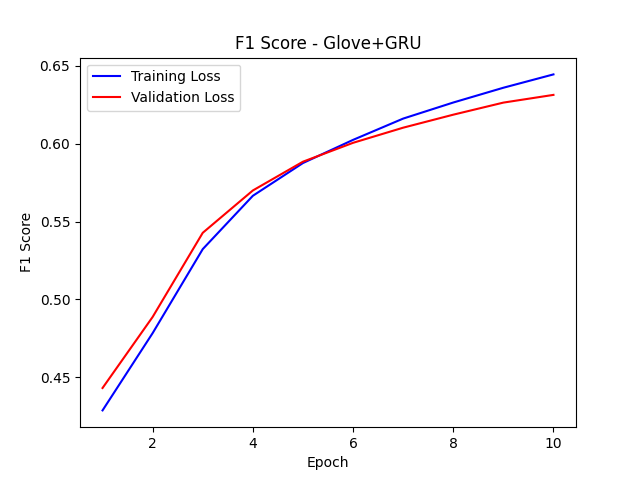 F1 Score - Glove+GRU
Training Loss
Validation Loss
0.65
0.60
0.55
0.50
0.45
F1 Score
2 4 6 8 10
Epoch